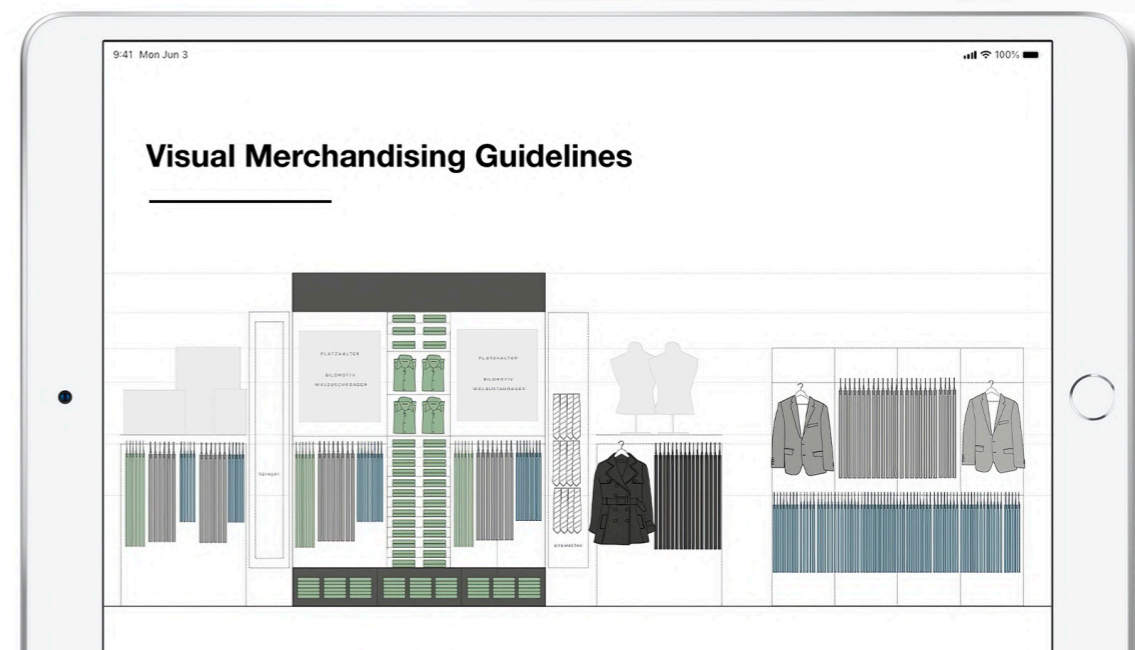 9:41 Mon Jun 3
100%
Visual Merchandising Guidelines
PLATZHALTER
BILDMOTIV
PLATZHALTER
BILDMOTIV